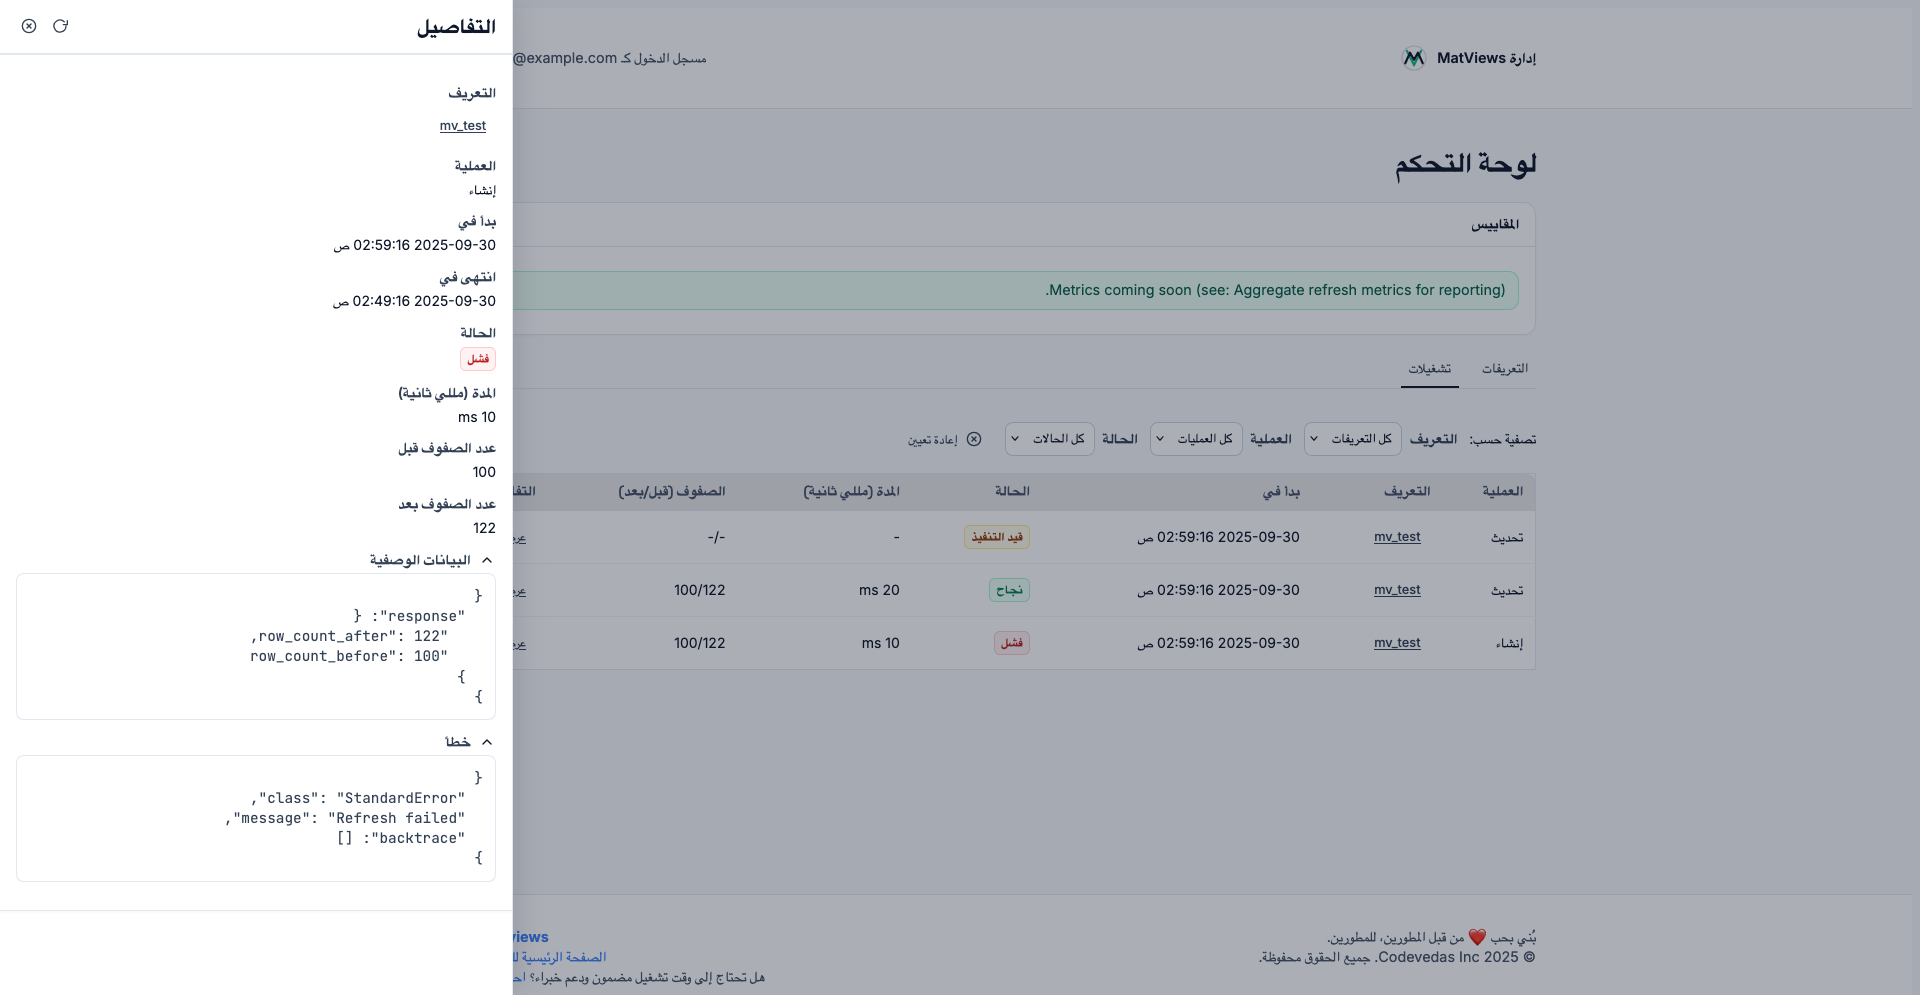 التفاصيل
التعريف
mv_test
العملية
إنشاء
بدأ في
2025-09-30 02:59:16 ص
انتهى في
2025-09-30 02:49:16 ص
الحالة
فشل
المدة (مللي ثانية)
10 ms
عدد الصفوف قبل
100
عدد الصفوف بعد
122
البيانات الوصفية
{
"response": {
"row_count_after": 122,
"row_count_before": 100
}
}
خطأ
{
"class": "StandardError",
"message": "Refresh failed",
"backtrace": []
}
إدارة MatViews
مسجل الدخول كـ @example.com
لوحة التحكم
المقاييس
Metrics coming soon (see: Aggregate refresh metrics for reporting).
التعريفات
تشغيلات
تصفية حسب: التعريف كل التعريفات العملية كل العمليات الحالة كل الحالات إعادة تعيين
العملية التعريف بدأ في الحالة المدة (مللي ثانية) الصفوف (قبل/بعد)
تحديث mv_test 2025-09-30 02:59:16 ص قيد التنفيذ - -/-
تحديث mv_test 2025-09-30 02:59:16 ص نجاح 20 ms 100/122
إنشاء mv_test 2025-09-30 02:59:16 ص فشل 10 ms 100/122
بُني بحب ❤️ من قبل المطورين، للمطورين.
© 2025 Codevedas Inc. جميع الحقوق محفوظة.
الصفحة الرئيسية
هل تحتاج إلى وقت تشغيل مضمون ودعم خبراء؟